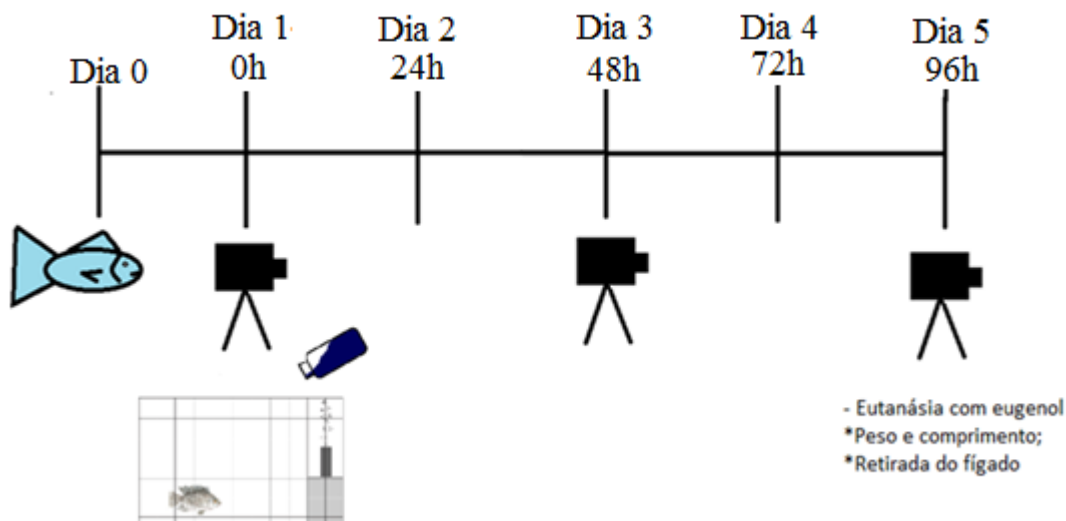 Dia 0
Dia 1
0h
Dia 2
24h
Dia 3
48h
Dia 4
72h
Dia 5
96h
- Eutanásia com eugenol
*Peso e comprimento;
*Retirada do fígado